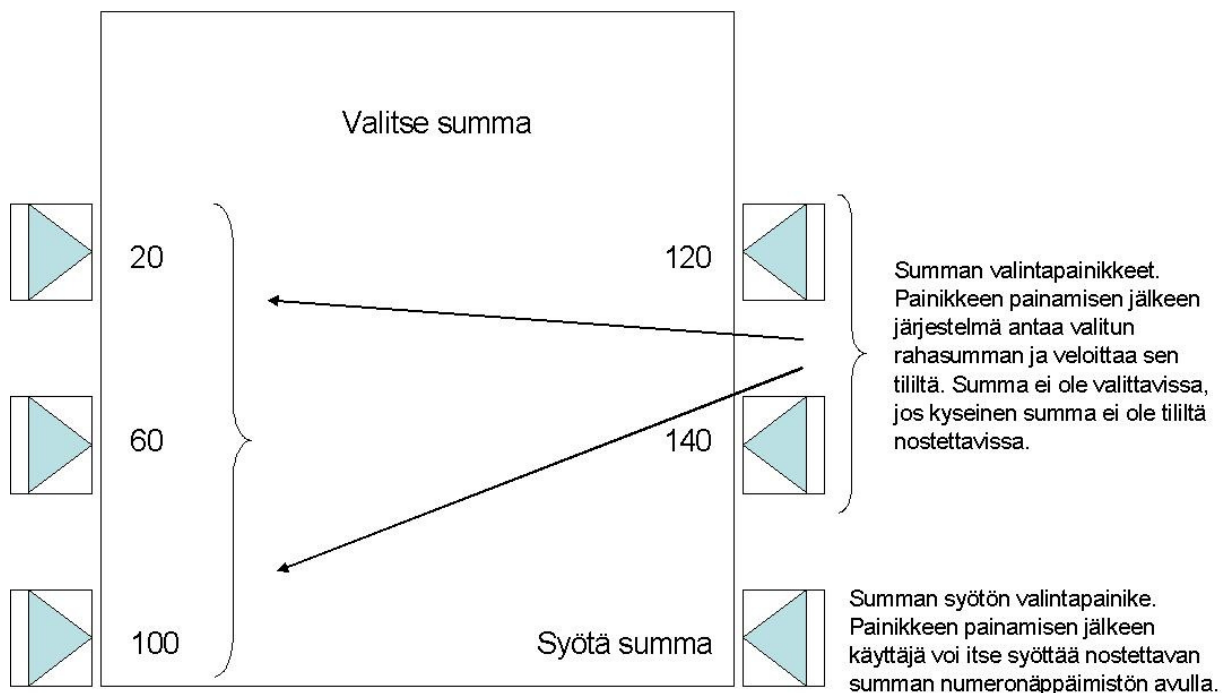 Valitse summa
20
60
100
120
140
Syötä summa
Summan valintapainikkeet.
Painikkeen painamisen jälkeen
järjestelmä antaa valitun
rahasumman ja veloittaa sen
tililtä. Summa ei ole valittavissa,
jos kyseinen summa ei ole tililtä
nostettavissa.
Summan syötön valintapainike.
Painikkeen painamisen jälkeen
käyttäjä voi itse syöttää nostettavan
summan numeronäppäimistön avulla.